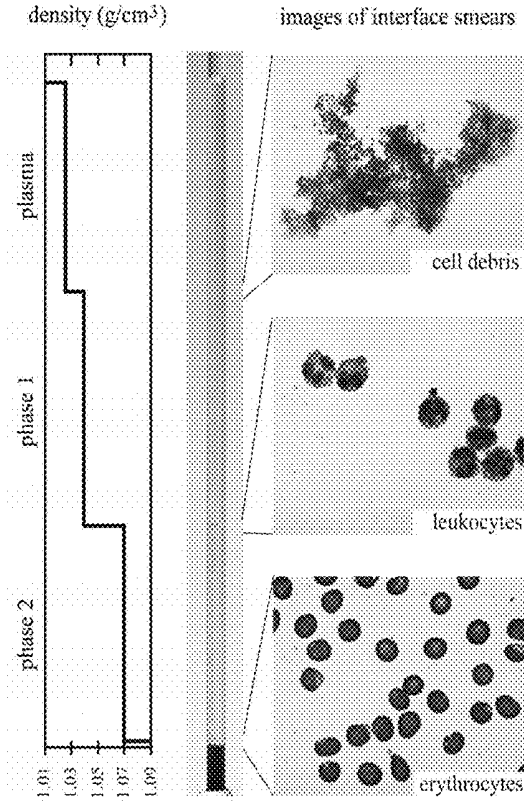 density (g/cm³)
images of interface smears
plasma
cell debris
phase 1
leukocytes
phase 2
erythrocytes
1.01
1.03
1.05
1.07
1.09